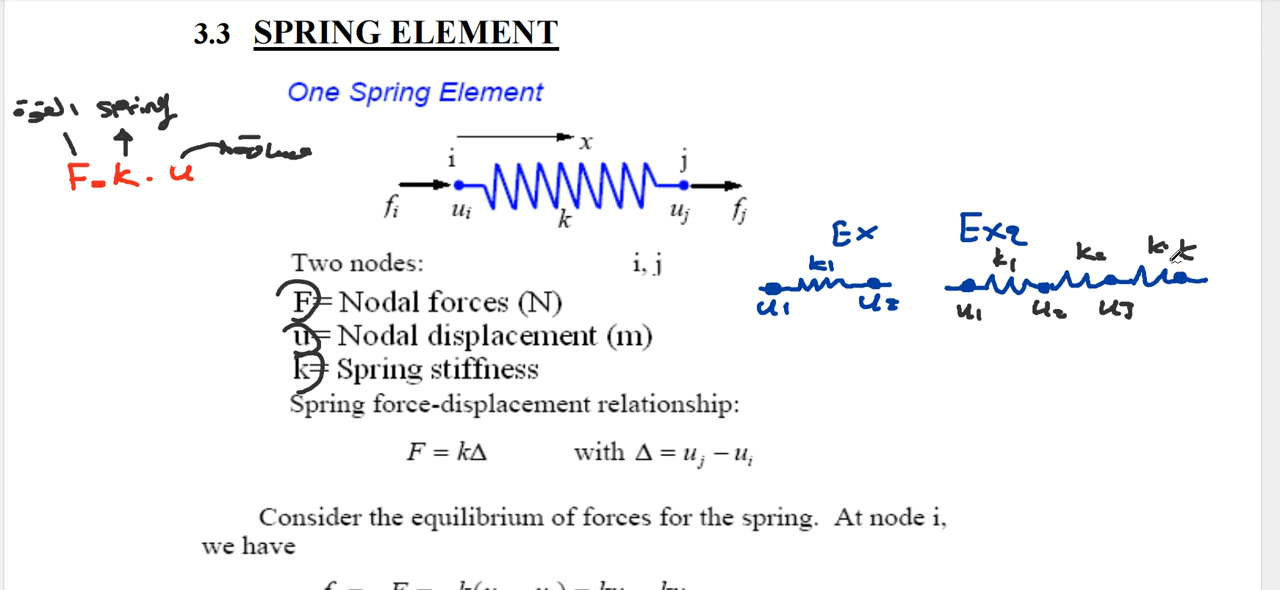 3.3 SPRING ELEMENT
One Spring Element
القوة spring
F = k . u
x
i j
fi ui k uj fj
Ex Ex2
k1 k1 k2
u1 u2 u1 u2 u3
Two nodes: i, j
F= Nodal forces (N)
u= Nodal displacement (m)
k= Spring stiffness
Spring force-displacement relationship:
F = kΔ with Δ = uj − ui
Consider the equilibrium of forces for the spring. At node i,
we have